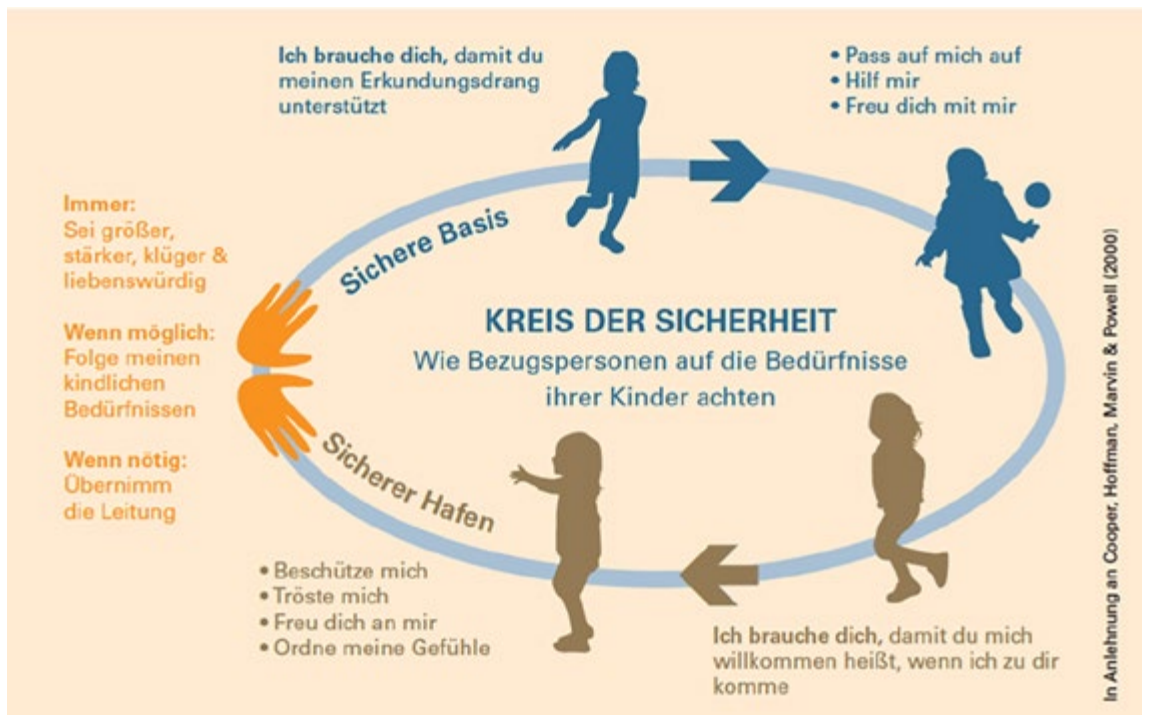 Ich brauche dich, damit du
meinen Erkundungsdrang
unterstützt
• Pass auf mich auf
• Hilf mir
• Freu dich mit mir
Immer:
Sei größer,
stärker, klüger &
liebenswürdig
Wenn möglich:
Folge meinen
kindlichen
Bedürfnissen
Wenn nötig:
Übernimm
die Leitung
Sichere Basis
KREIS DER SICHERHEIT
Wie Bezugspersonen auf die Bedürfnisse
ihrer Kinder achten
Sicherer Hafen
• Beschütze mich
• Tröste mich
• Freu dich an mir
• Ordne meine Gefühle
Ich brauche dich, damit du mich
willkommen heißt, wenn ich zu dir
komme
In Anlehnung an Cooper, Hoffman, Marvin & Powell (2000)